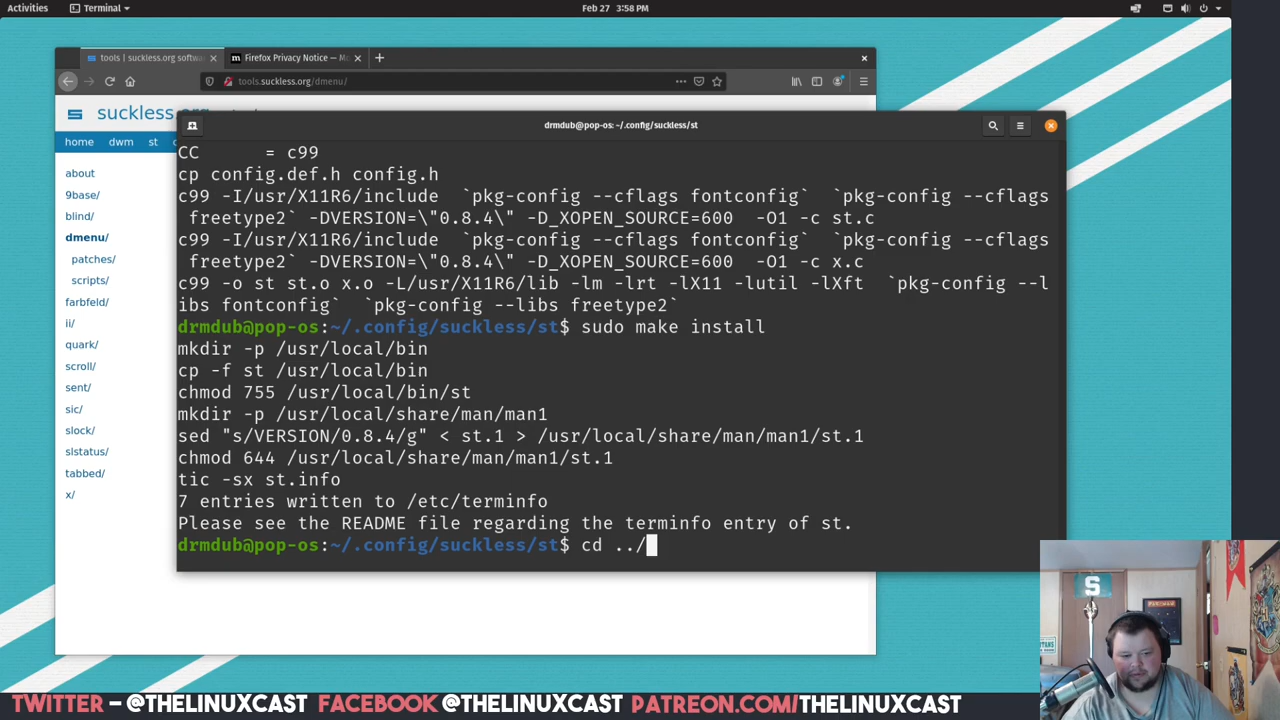 Activities
Terminal
Feb 27 3:58 PM
tools | suckless.org softwa
Firefox Privacy Notice — Mo
tools.suckless.org/dmenu/
suckless.org
home dwm st
about
9base/
blind/
dmenu/
patches/
scripts/
farbfeld/
ii/
quark/
scroll/
sent/
sic/
slock/
slstatus/
tabbed/
x/
drmdub@pop-os: ~/.config/suckless/st
CC      = c99
cp config.def.h config.h
c99 -I/usr/X11R6/include  `pkg-config --cflags fontconfig`  `pkg-config --cflags
 freetype2` -DVERSION=\"0.8.4\" -D_XOPEN_SOURCE=600  -O1 -c st.c
c99 -I/usr/X11R6/include  `pkg-config --cflags fontconfig`  `pkg-config --cflags
 freetype2` -DVERSION=\"0.8.4\" -D_XOPEN_SOURCE=600  -O1 -c x.c
c99 -o st st.o x.o -L/usr/X11R6/lib -lm -lrt -lX11 -lutil -lXft  `pkg-config --l
ibs fontconfig`  `pkg-config --libs freetype2`
drmdub@pop-os:~/.config/suckless/st$ sudo make install
mkdir -p /usr/local/bin
cp -f st /usr/local/bin
chmod 755 /usr/local/bin/st
mkdir -p /usr/local/share/man/man1
sed "s/VERSION/0.8.4/g" < st.1 > /usr/local/share/man/man1/st.1
chmod 644 /usr/local/share/man/man1/st.1
tic -sx st.info
7 entries written to /etc/terminfo
Please see the README file regarding the terminfo entry of st.
drmdub@pop-os:~/.config/suckless/st$ cd ../
S
TWITTER – @THELINUXCAST FACEBOOK @THELINUXCAST PATREON.COM/THELINUXCAST